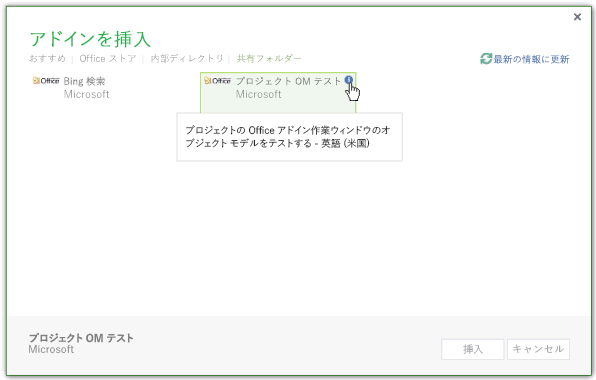 アドインを挿入
おすすめ | Office ストア | 内部ディレクトリ | 共有フォルダー
最新の情報に更新
Office Bing 検索
Microsoft
Office プロジェクト OM テスト
Microsoft
プロジェクトの Office アドイン作業ウィンドウのオ
ブジェクト モデルをテストする - 英語 (米国)
プロジェクト OM テスト
Microsoft
挿入
キャンセル